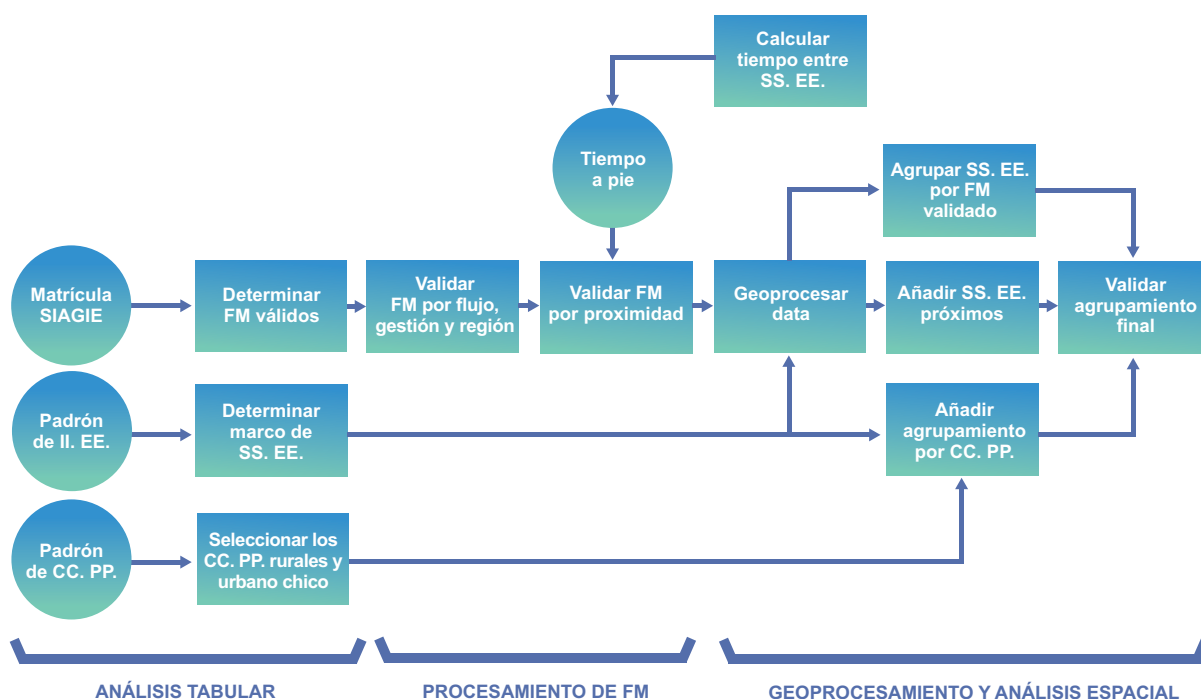 Calcular
tiempo entre
SS. EE.
Tiempo
a pie
Agrupar SS. EE.
por FM
validado
Matrícula
SIAGIE
Determinar
FM válidos
Validar
FM por flujo,
gestión y región
Validar FM
por proximidad
Geoprocesar
data
Añadir SS. EE.
próximos
Validar
agrupamiento
final
Padrón
de II. EE.
Determinar
marco de
SS. EE.
Añadir
agrupamiento
por CC. PP.
Padrón
de CC. PP.
Seleccionar los
CC. PP. rurales y
urbano chico
ANÁLISIS TABULAR
PROCESAMIENTO DE FM
GEOPROCESAMIENTO Y ANÁLISIS ESPACIAL